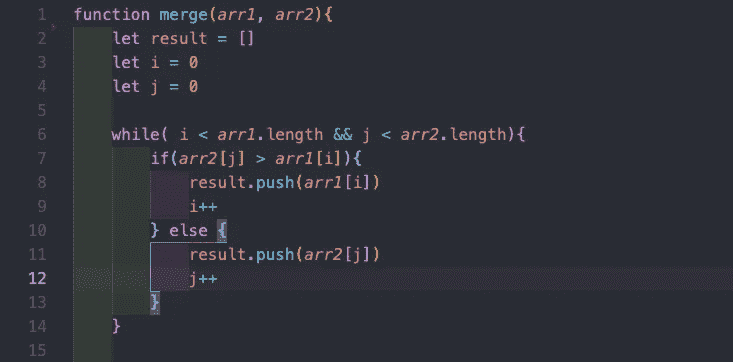 1 function merge(arr1, arr2){
2 let result = []
3 let i = 0
4 let j = 0
5
6 while( i < arr1.length && j < arr2.length){
7 if(arr2[j] > arr1[i]){
8 result.push(arr1[i])
9 i++
10 } else {
11 result.push(arr2[j])
12 j++
13 }
14 }
15